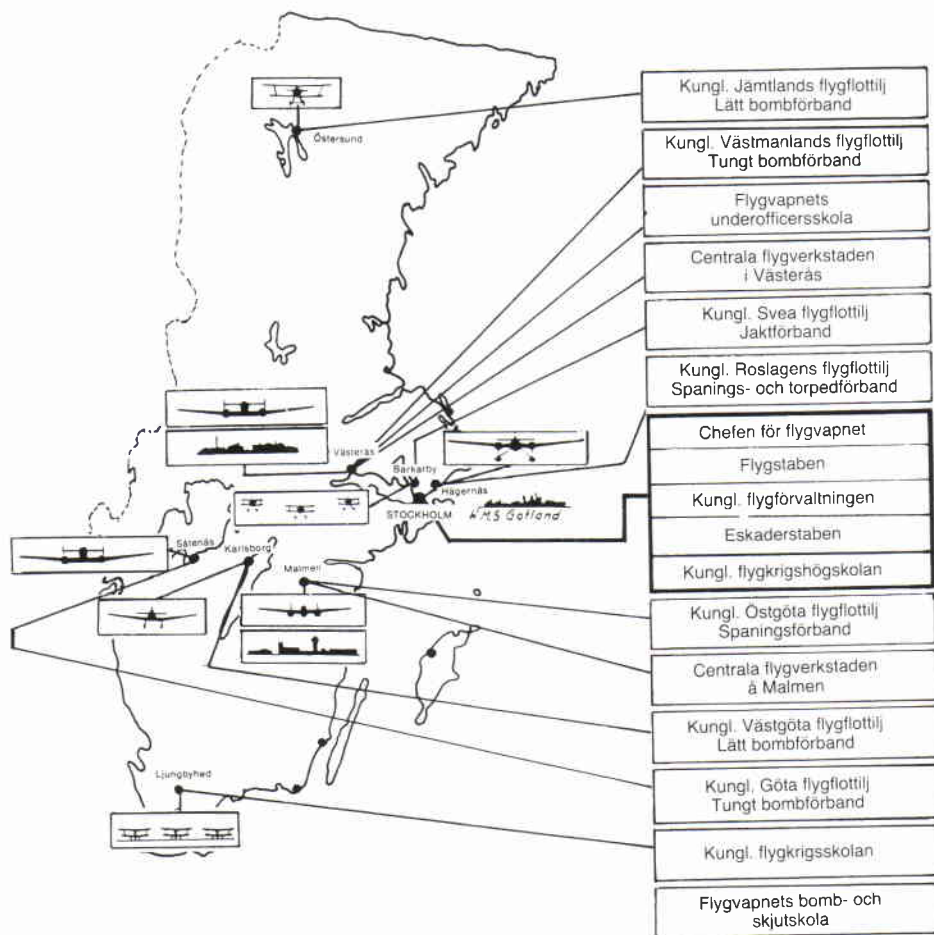 Östersund
Västerås
Barkarby
Hägernäs
STOCKHOLM
H.M.S Gotland
Såtenäs
Karlsborg
Malmen
Ljungbyhed
Kungl. Jämtlands flygflottilj
Lätt bombförband
Kungl. Västmanlands flygflottilj
Tungt bombförband
Flygvapnets
underofficersskola
Centrala flygverkstaden
i Västerås
Kungl. Svea flygflottilj
Jaktförband
Kungl. Roslagens flygflottilj
Spanings- och torpedförband
Chefen för flygvapnet
Flygstaben
Kungl. flygförvaltningen
Eskaderstaben
Kungl. flygkrigshögskolan
Kungl. Östgöta flygflottilj
Spaningsförband
Centrala flygverkstaden
å Malmen
Kungl. Västgöta flygflottilj
Lätt bombförband
Kungl. Göta flygflottilj
Tungt bombförband
Kungl. flygkrigsskolan
Flygvapnets bomb- och
skjutskola